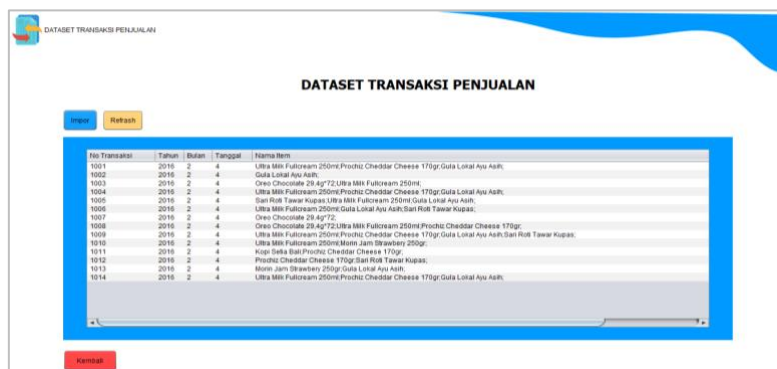 DATASET TRANSAKSI PENJUALAN
DATASET TRANSAKSI PENJUALAN
Impor Refrash
No Transaksi Tahun Bulan Tanggal Nama Item
1001 2016 2 4 Ultra Milk Fullcream 250ml;Prochiz Cheddar Cheese 170gr;Gula Lokal Ayu Asih;
1002 2016 2 4 Gula Lokal Ayu Asih;
1003 2016 2 4 Oreo Chocolate 29,4g*72;Ultra Milk Fullcream 250ml;
1004 2016 2 4 Ultra Milk Fullcream 250ml;Prochiz Cheddar Cheese 170gr;Gula Lokal Ayu Asih;
1005 2016 2 4 Sari Roti Tawar Kupas;Ultra Milk Fullcream 250ml;Gula Lokal Ayu Asih;
1006 2016 2 4 Ultra Milk Fullcream 250ml;Gula Lokal Ayu Asih;Sari Roti Tawar Kupas;
1007 2016 2 4 Oreo Chocolate 29,4g*72;
1008 2016 2 4 Oreo Chocolate 29,4g*72;Ultra Milk Fullcream 250ml;Prochiz Cheddar Cheese 170gr;
1009 2016 2 4 Ultra Milk Fullcream 250ml;Prochiz Cheddar Cheese 170gr;Gula Lokal Ayu Asih;Sari Roti Tawar Kupas;
1010 2016 2 4 Ultra Milk Fullcream 250ml;Morin Jam Strawbery 250gr;
1011 2016 2 4 Kopi Setia Bali;Prochiz Cheddar Cheese 170gr;
1012 2016 2 4 Prochiz Cheddar Cheese 170gr;Sari Roti Tawar Kupas;
1013 2016 2 4 Morin Jam Strawbery 250gr;Gula Lokal Ayu Asih;
1014 2016 2 4 Ultra Milk Fullcream 250ml;Prochiz Cheddar Cheese 170gr;Gula Lokal Ayu Asih;
Kembali